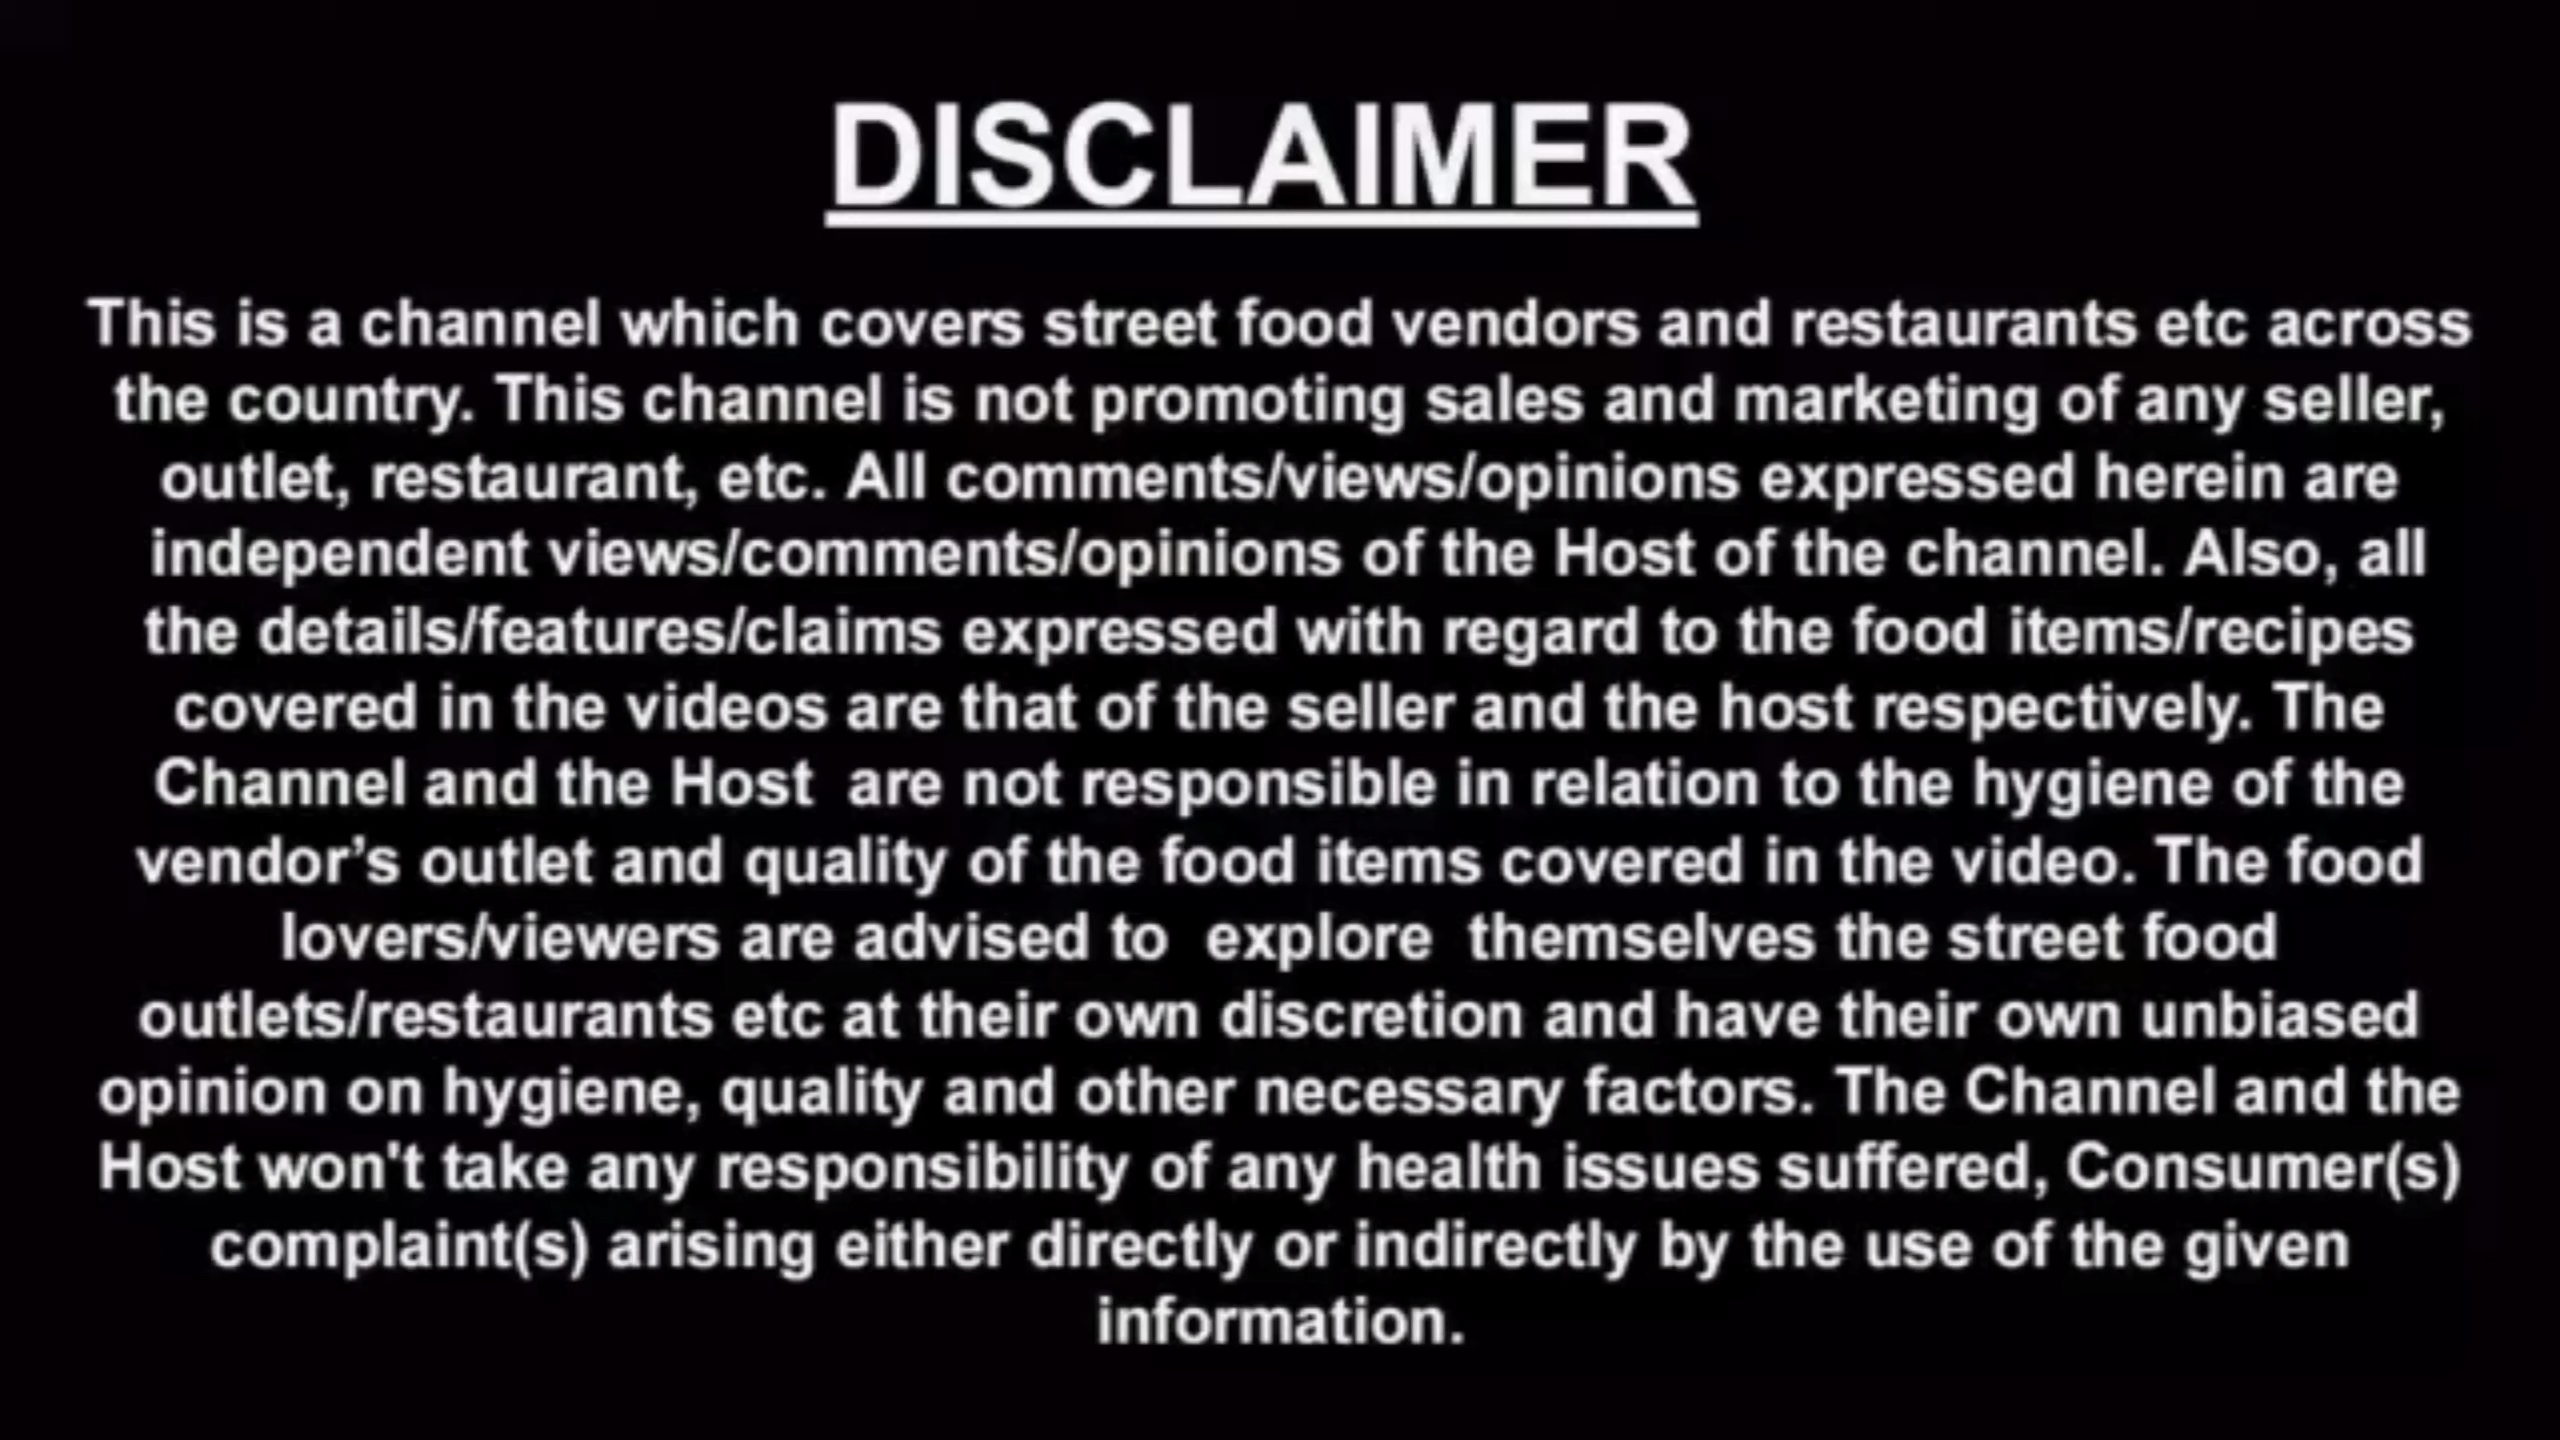 DISCLAIMER
This is a channel which covers street food vendors and restaurants etc across
the country. This channel is not promoting sales and marketing of any seller,
outlet, restaurant, etc. All comments/views/opinions expressed herein are
independent views/comments/opinions of the Host of the channel. Also, all
the details/features/claims expressed with regard to the food items/recipes
covered in the videos are that of the seller and the host respectively. The
Channel and the Host  are not responsible in relation to the hygiene of the
vendor’s outlet and quality of the food items covered in the video. The food
lovers/viewers are advised to  explore  themselves the street food
outlets/restaurants etc at their own discretion and have their own unbiased
opinion on hygiene, quality and other necessary factors. The Channel and the
Host won't take any responsibility of any health issues suffered, Consumer(s)
complaint(s) arising either directly or indirectly by the use of the given
information.